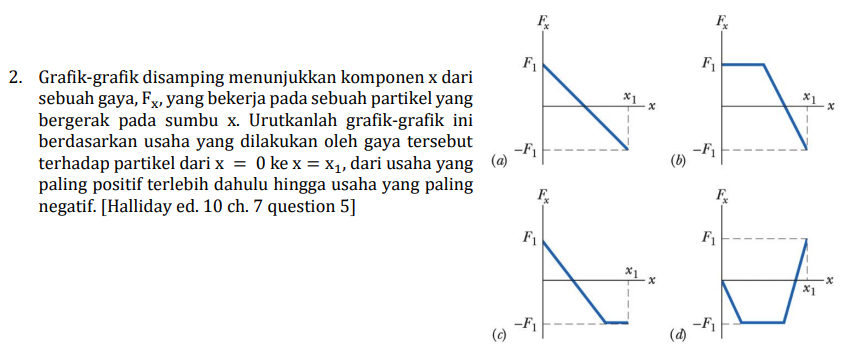 2. Grafik-grafik disamping menunjukkan komponen x dari
sebuah gaya, Fₓ, yang bekerja pada sebuah partikel yang
bergerak pada sumbu x. Urutkanlah grafik-grafik ini
berdasarkan usaha yang dilakukan oleh gaya tersebut
terhadap partikel dari x = 0 ke x = x₁, dari usaha yang
paling positif terlebih dahulu hingga usaha yang paling
negatif. [Halliday ed. 10 ch. 7 question 5]
Fₓ
F₁
x₁
x
−F₁
(a)
Fₓ
F₁
x₁
x
−F₁
(b)
Fₓ
F₁
x₁
x
−F₁
(c)
Fₓ
F₁
x
x₁
−F₁
(d)